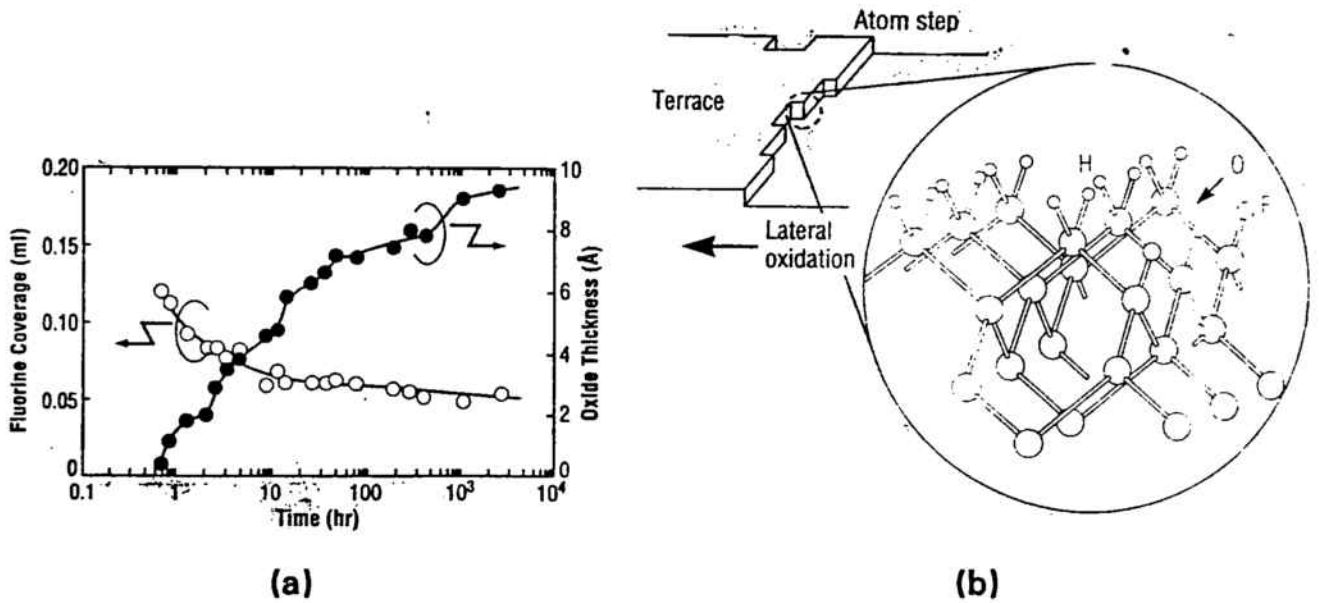 Fluorine Coverage (ml)
0.20
0.15
0.10
0.05
0
10
8
6
4
2
0
Oxide Thickness (Å)
0.1
1
10
100
10³
10⁴
Time (hr)
(a)
Atom step
Terrace
Lateral
oxidation
H
O
(b)